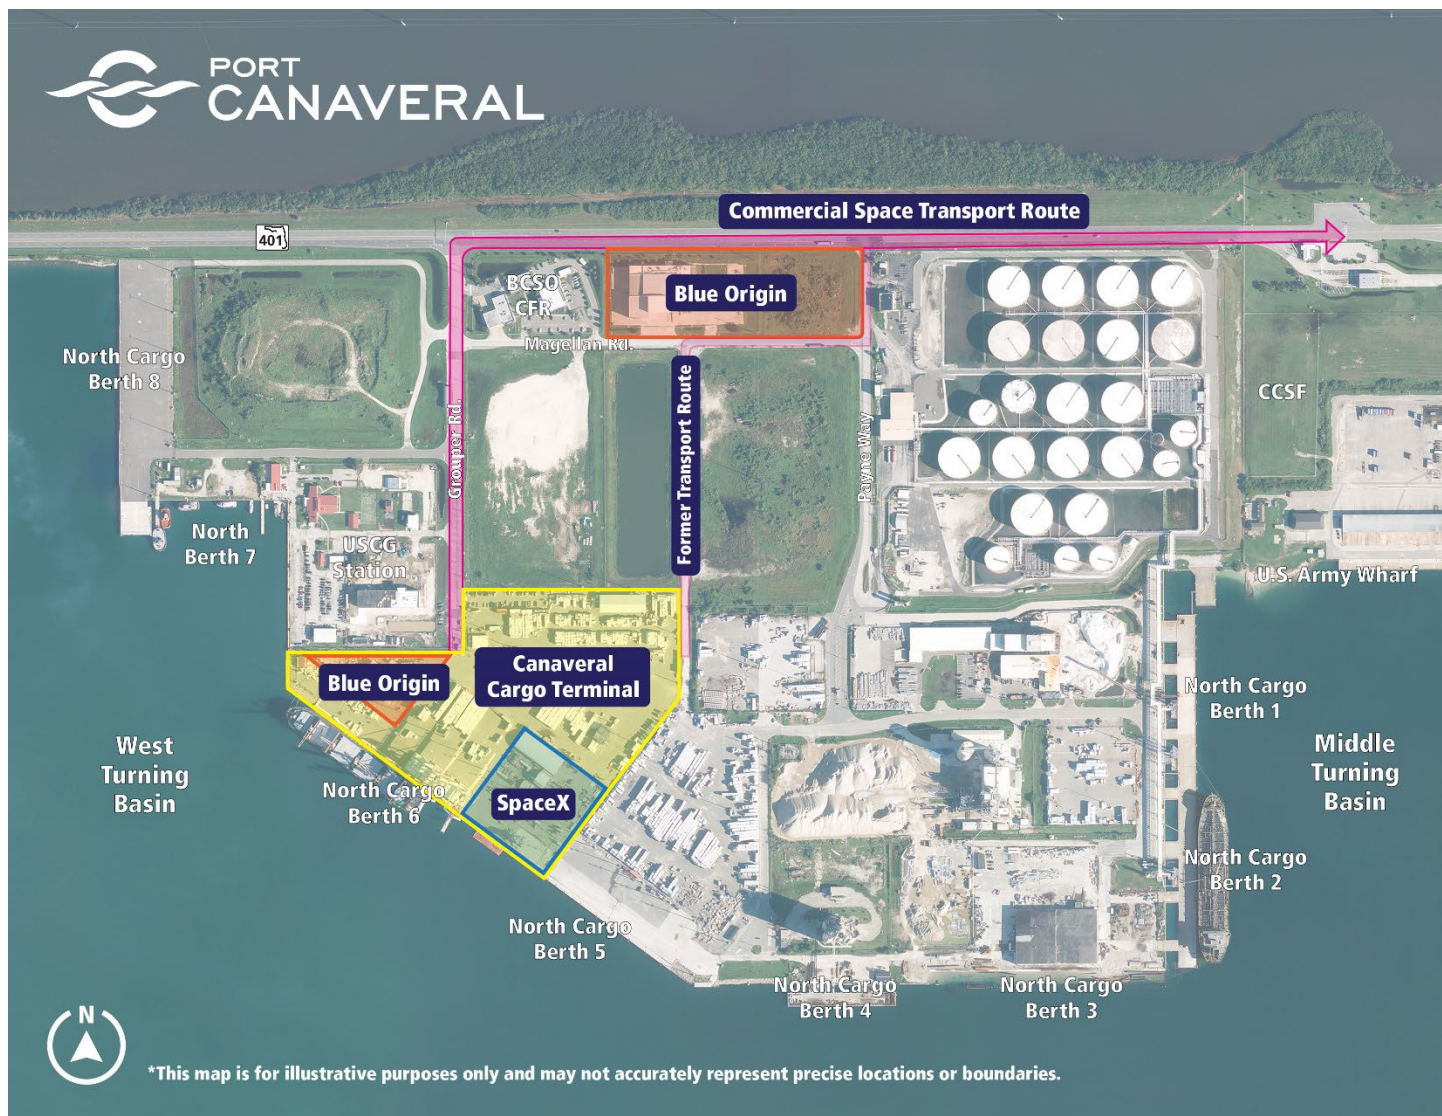 PORT
CANAVERAL
Commercial Space Transport Route
401
BCSO
CFR
Blue Origin
Magellan Rd.
North Cargo
Berth 8
Former Transport Route
Grouper Rd.
Payne Way
CCSF
North
Berth 7
USCG
Station
U.S. Army Wharf
Canaveral
Cargo Terminal
Blue Origin
North Cargo
Berth 1
West
Turning
Basin
Middle
Turning
Basin
North Cargo
Berth 6
SpaceX
North Cargo
Berth 2
North Cargo
Berth 5
North Cargo
Berth 4
North Cargo
Berth 3
N
*This map is for illustrative purposes only and may not accurately represent precise locations or boundaries.